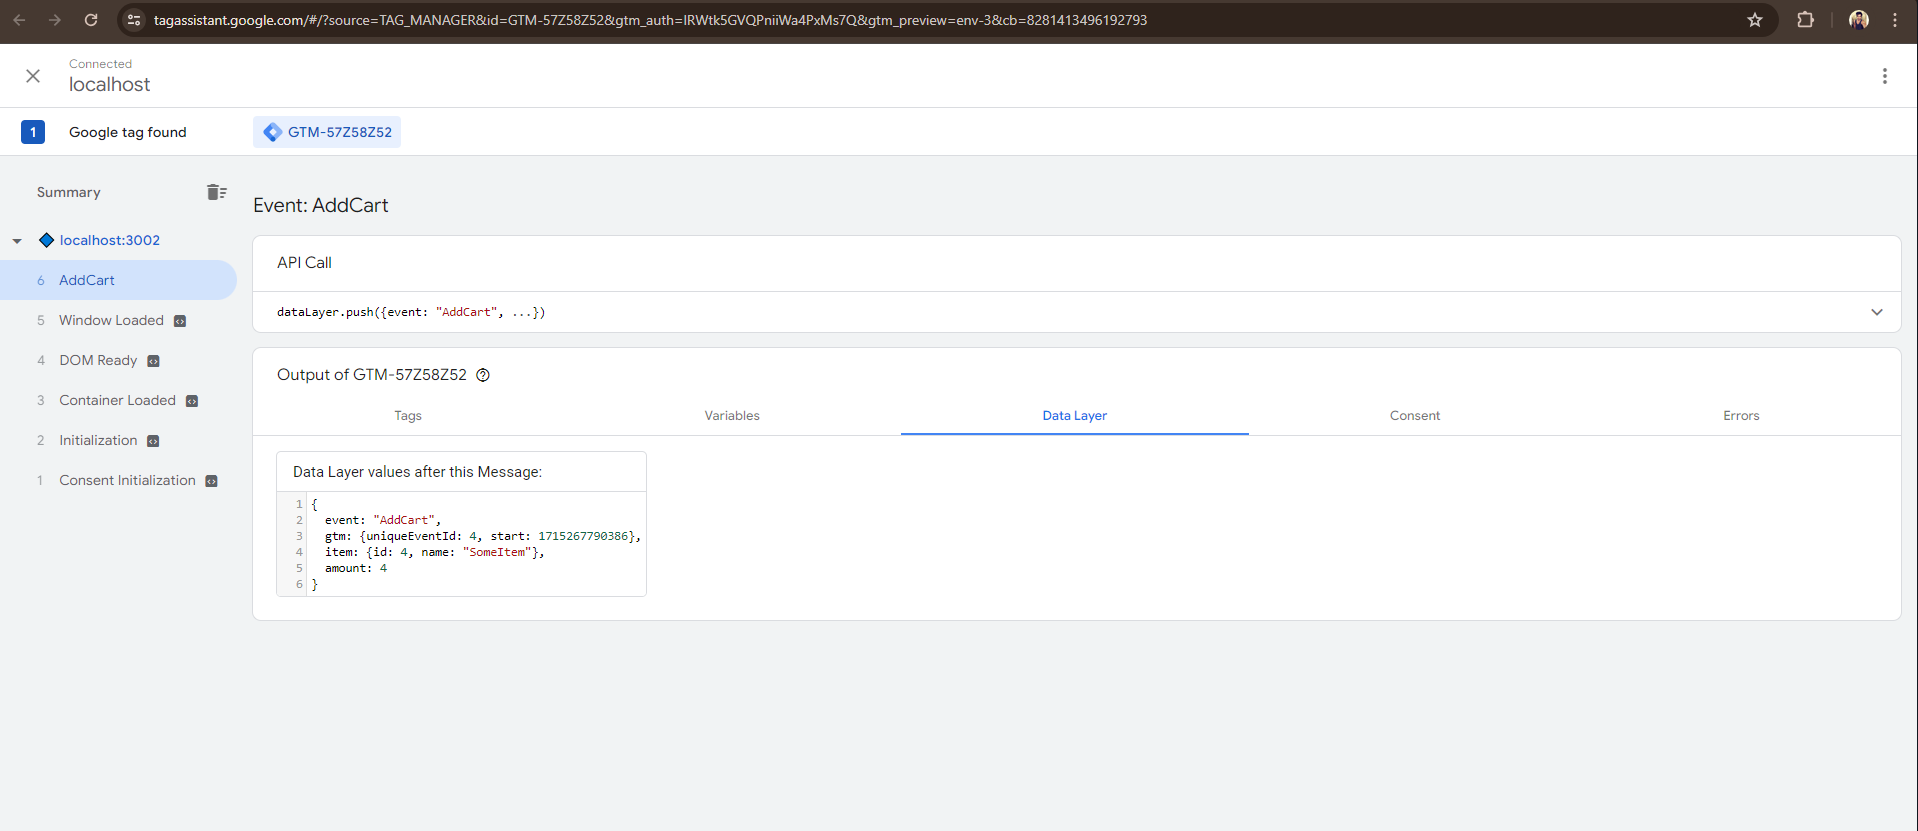 tagassistant.google.com/#/?source=TAG_MANAGER&id=GTM-57Z58Z52&gtm_auth=IRWtk5GVQPniiWa4PxMs7Q&gtm_preview=env-3&cb=8281413496192793
Connected
localhost
1 Google tag found GTM-57Z58Z52
Summary
localhost:3002
6 AddCart
5 Window Loaded
4 DOM Ready
3 Container Loaded
2 Initialization
1 Consent Initialization
Event: AddCart
API Call
dataLayer.push({event: "AddCart", ...})
Output of GTM-57Z58Z52
Tags Variables Data Layer Consent Errors
Data Layer values after this Message:
1 {
2 event: "AddCart",
3 gtm: {uniqueEventId: 4, start: 1715267790386},
4 item: {id: 4, name: "SomeItem"},
5 amount: 4
6 }